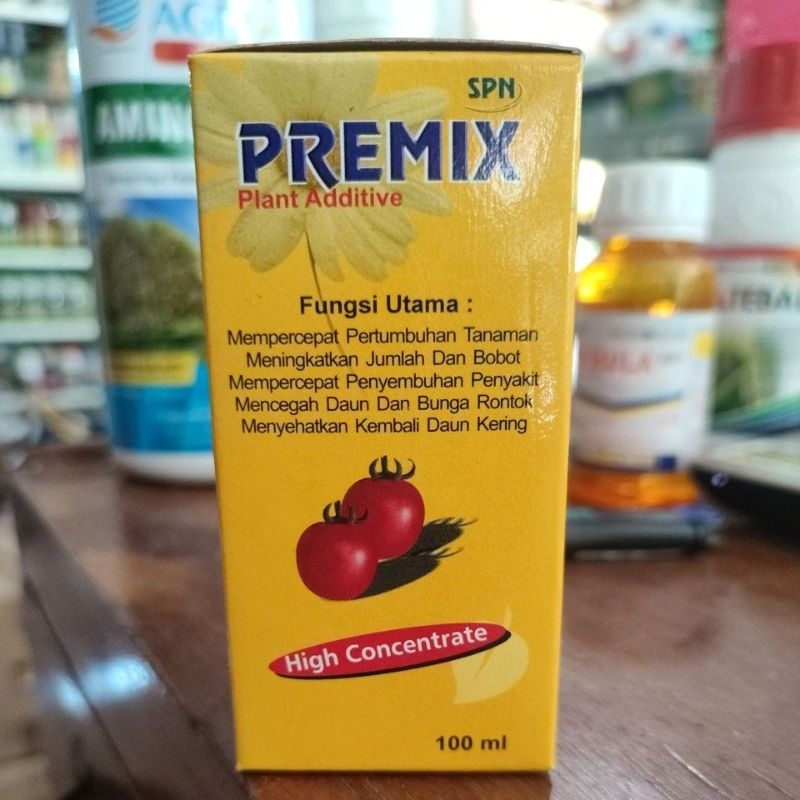 SPN
PREMIX
Plant Additive
Fungsi Utama :
Mempercepat Pertumbuhan Tanaman
Meningkatkan Jumlah Dan Bobot
Mempercepat Penyembuhan Penyakit
Mencegah Daun Dan Bunga Rontok
Menyehatkan Kembali Daun Kering
High Concentrate
100 ml